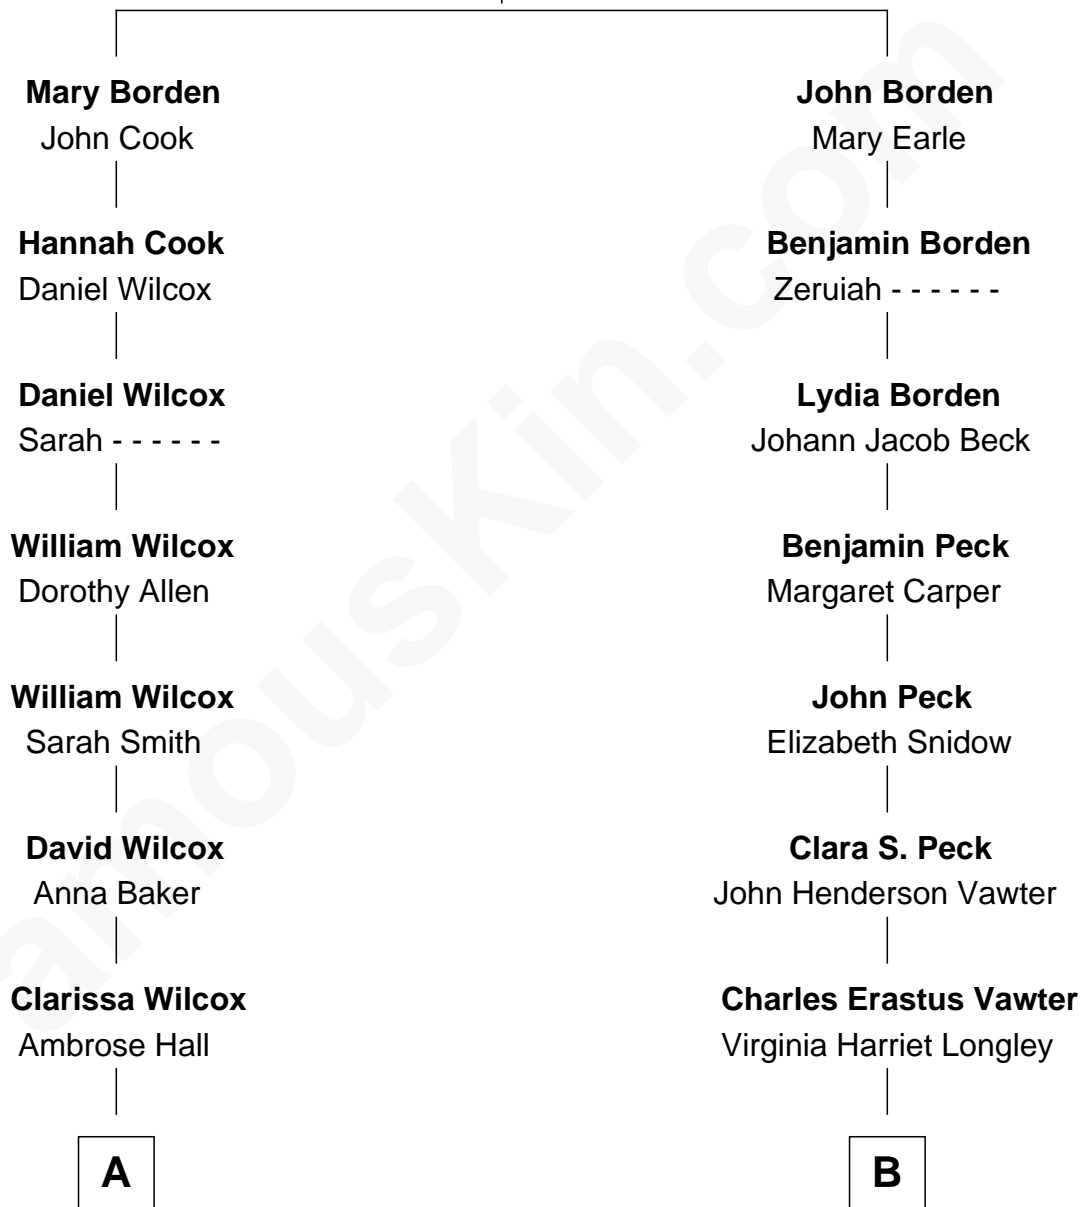 Mary Borden
John Cook
John Borden
Mary Earle
Hannah Cook
Daniel Wilcox
Benjamin Borden
Zeruiah - - - - - -
Daniel Wilcox
Sarah - - - - - -
Lydia Borden
Johann Jacob Beck
William Wilcox
Dorothy Allen
Benjamin Peck
Margaret Carper
William Wilcox
Sarah Smith
John Peck
Elizabeth Snidow
David Wilcox
Anna Baker
Clara S. Peck
John Henderson Vawter
Clarissa Wilcox
Ambrose Hall
Charles Erastus Vawter
Virginia Harriet Longley
A
B
amouskin.com